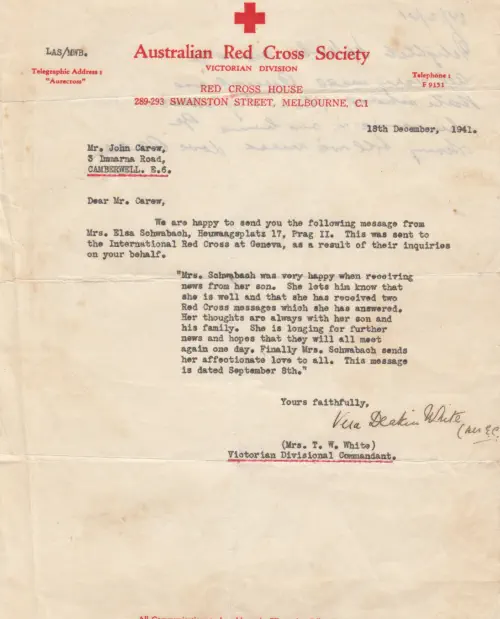 LAS/MWB.
Australian Red Cross Society
VICTORIAN DIVISION
Telegraphic Address :
"Austcross"
Telephone :
F 9151
RED CROSS HOUSE
289-293 SWANSTON STREET, MELBOURNE, C.1
18th December, 1941.
Mr. John Carew,
3 Immarna Road,
CAMBERWELL. E.6.
Dear Mr. Carew,
We are happy to send you the following message from
Mrs. Elsa Schwabach, Heuwaagsplatz 17, Prag II. This was sent to
the International Red Cross at Geneva, as a result of their inquiries
on your behalf.
"Mrs. Schwabach was very happy when receiving
news from her son. She lets him know that
she is well and that she has received two
Red Cross messages which she has answered.
Her thoughts are always with her son and
his family. She is longing for further
news and hopes that they will all meet
again one day. Finally Mrs. Schwabach sends
her affectionate love to all. This message
is dated September 8th."
Yours faithfully,
Vera Deakin White
(Mrs. T. W. White)
Victorian Divisional Commandant.